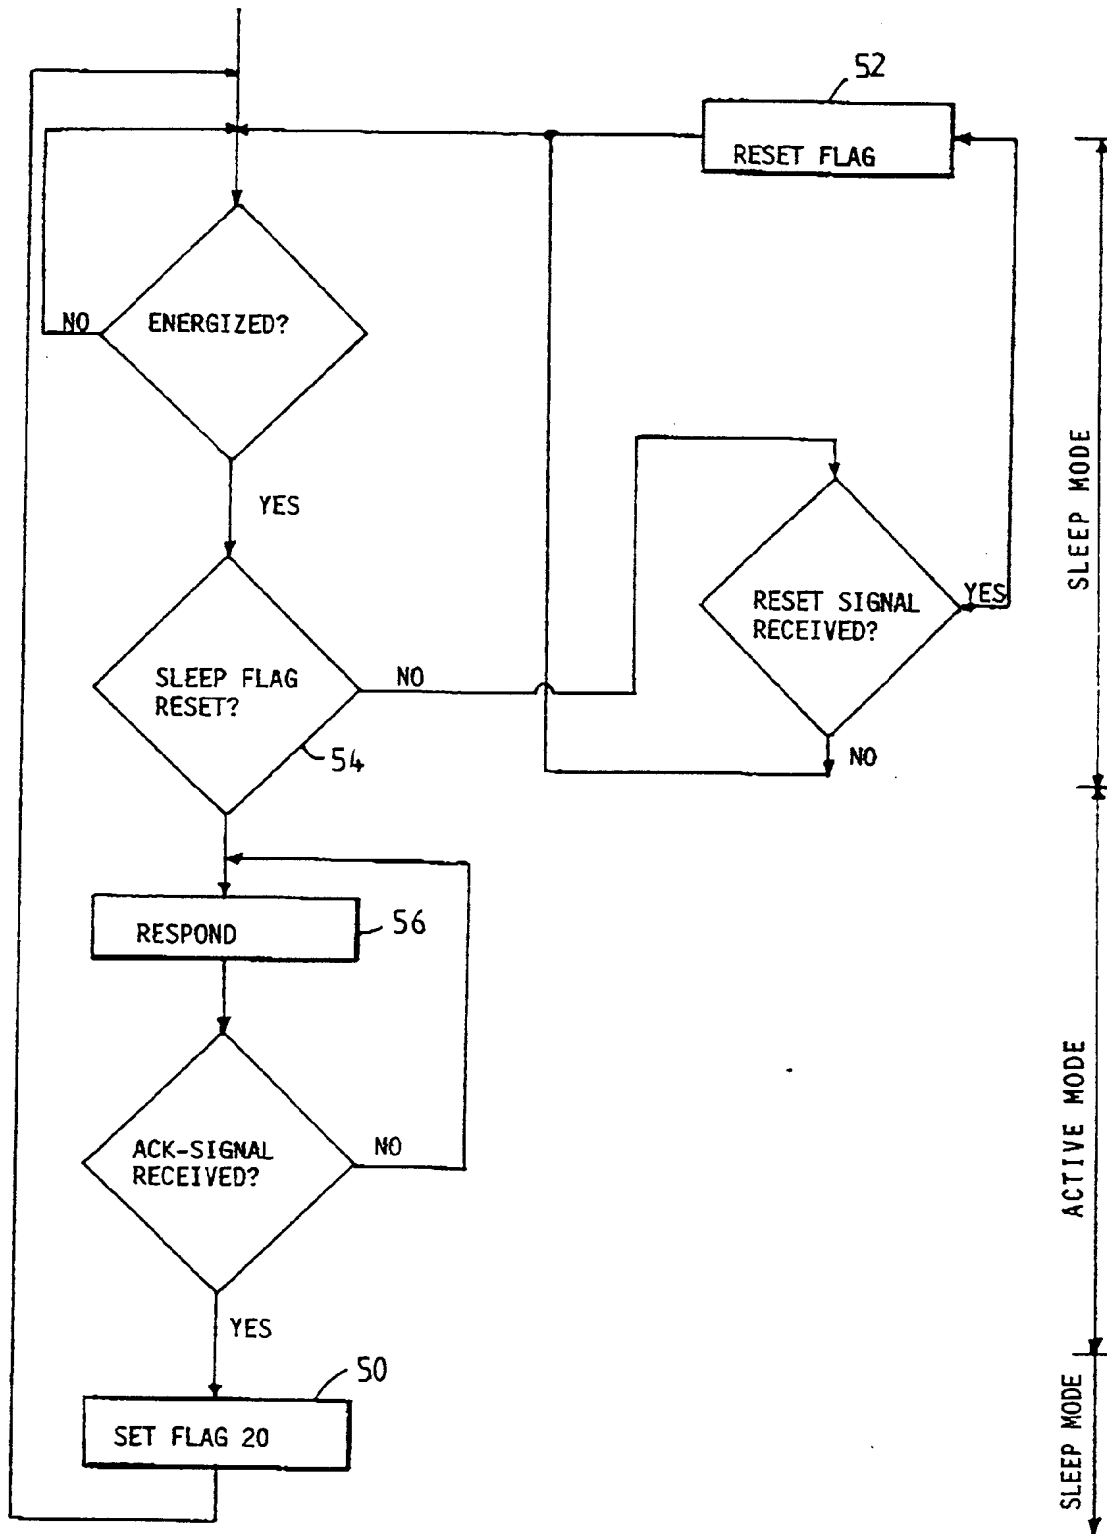 52
RESET FLAG
NO
ENERGIZED?
YES
SLEEP MODE
RESET SIGNAL
RECEIVED?
YES
SLEEP FLAG
RESET?
NO
54
NO
RESPOND
56
ACK-SIGNAL
RECEIVED?
NO
ACTIVE MODE
YES
50
SET FLAG 20
SLEEP MODE